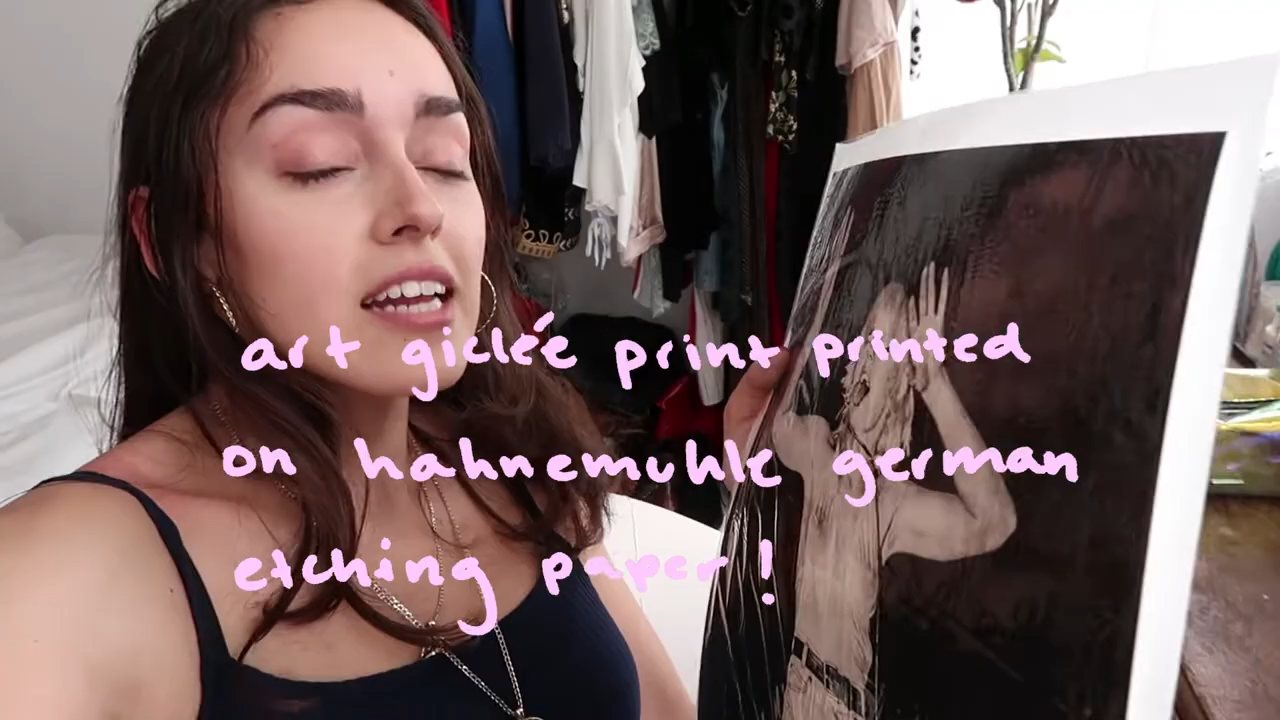 art giclée print printed
on hahnemuhle german
etching paper!